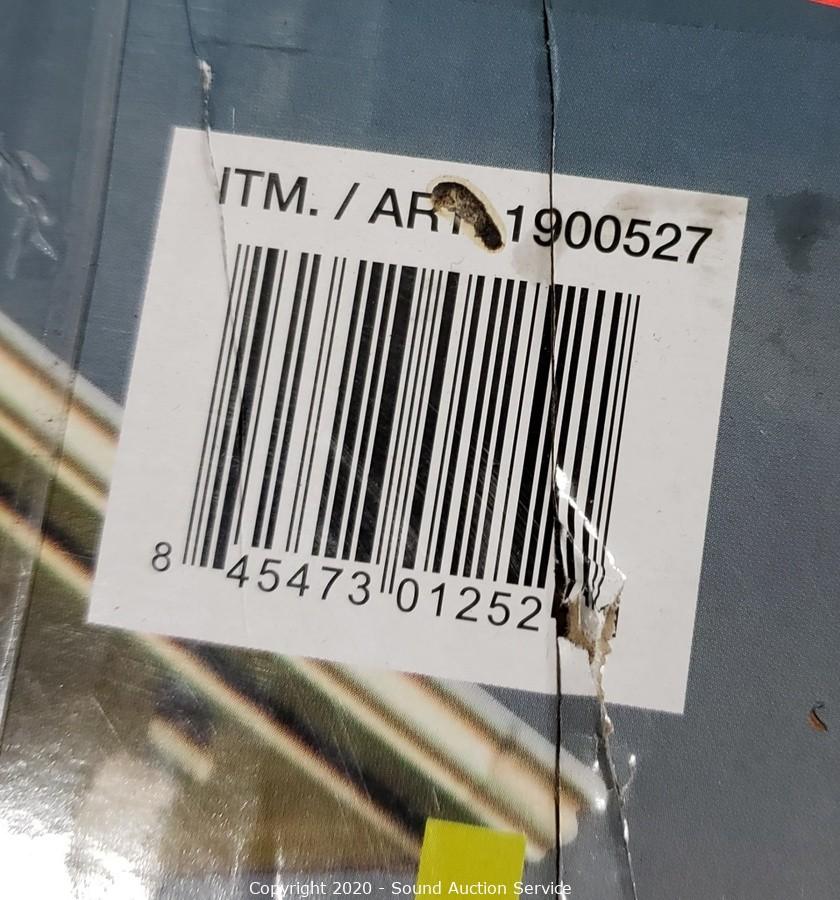 ITM. / ART. 1900527
8 45473 01252
Copyright 2020 - Sound Auction Service